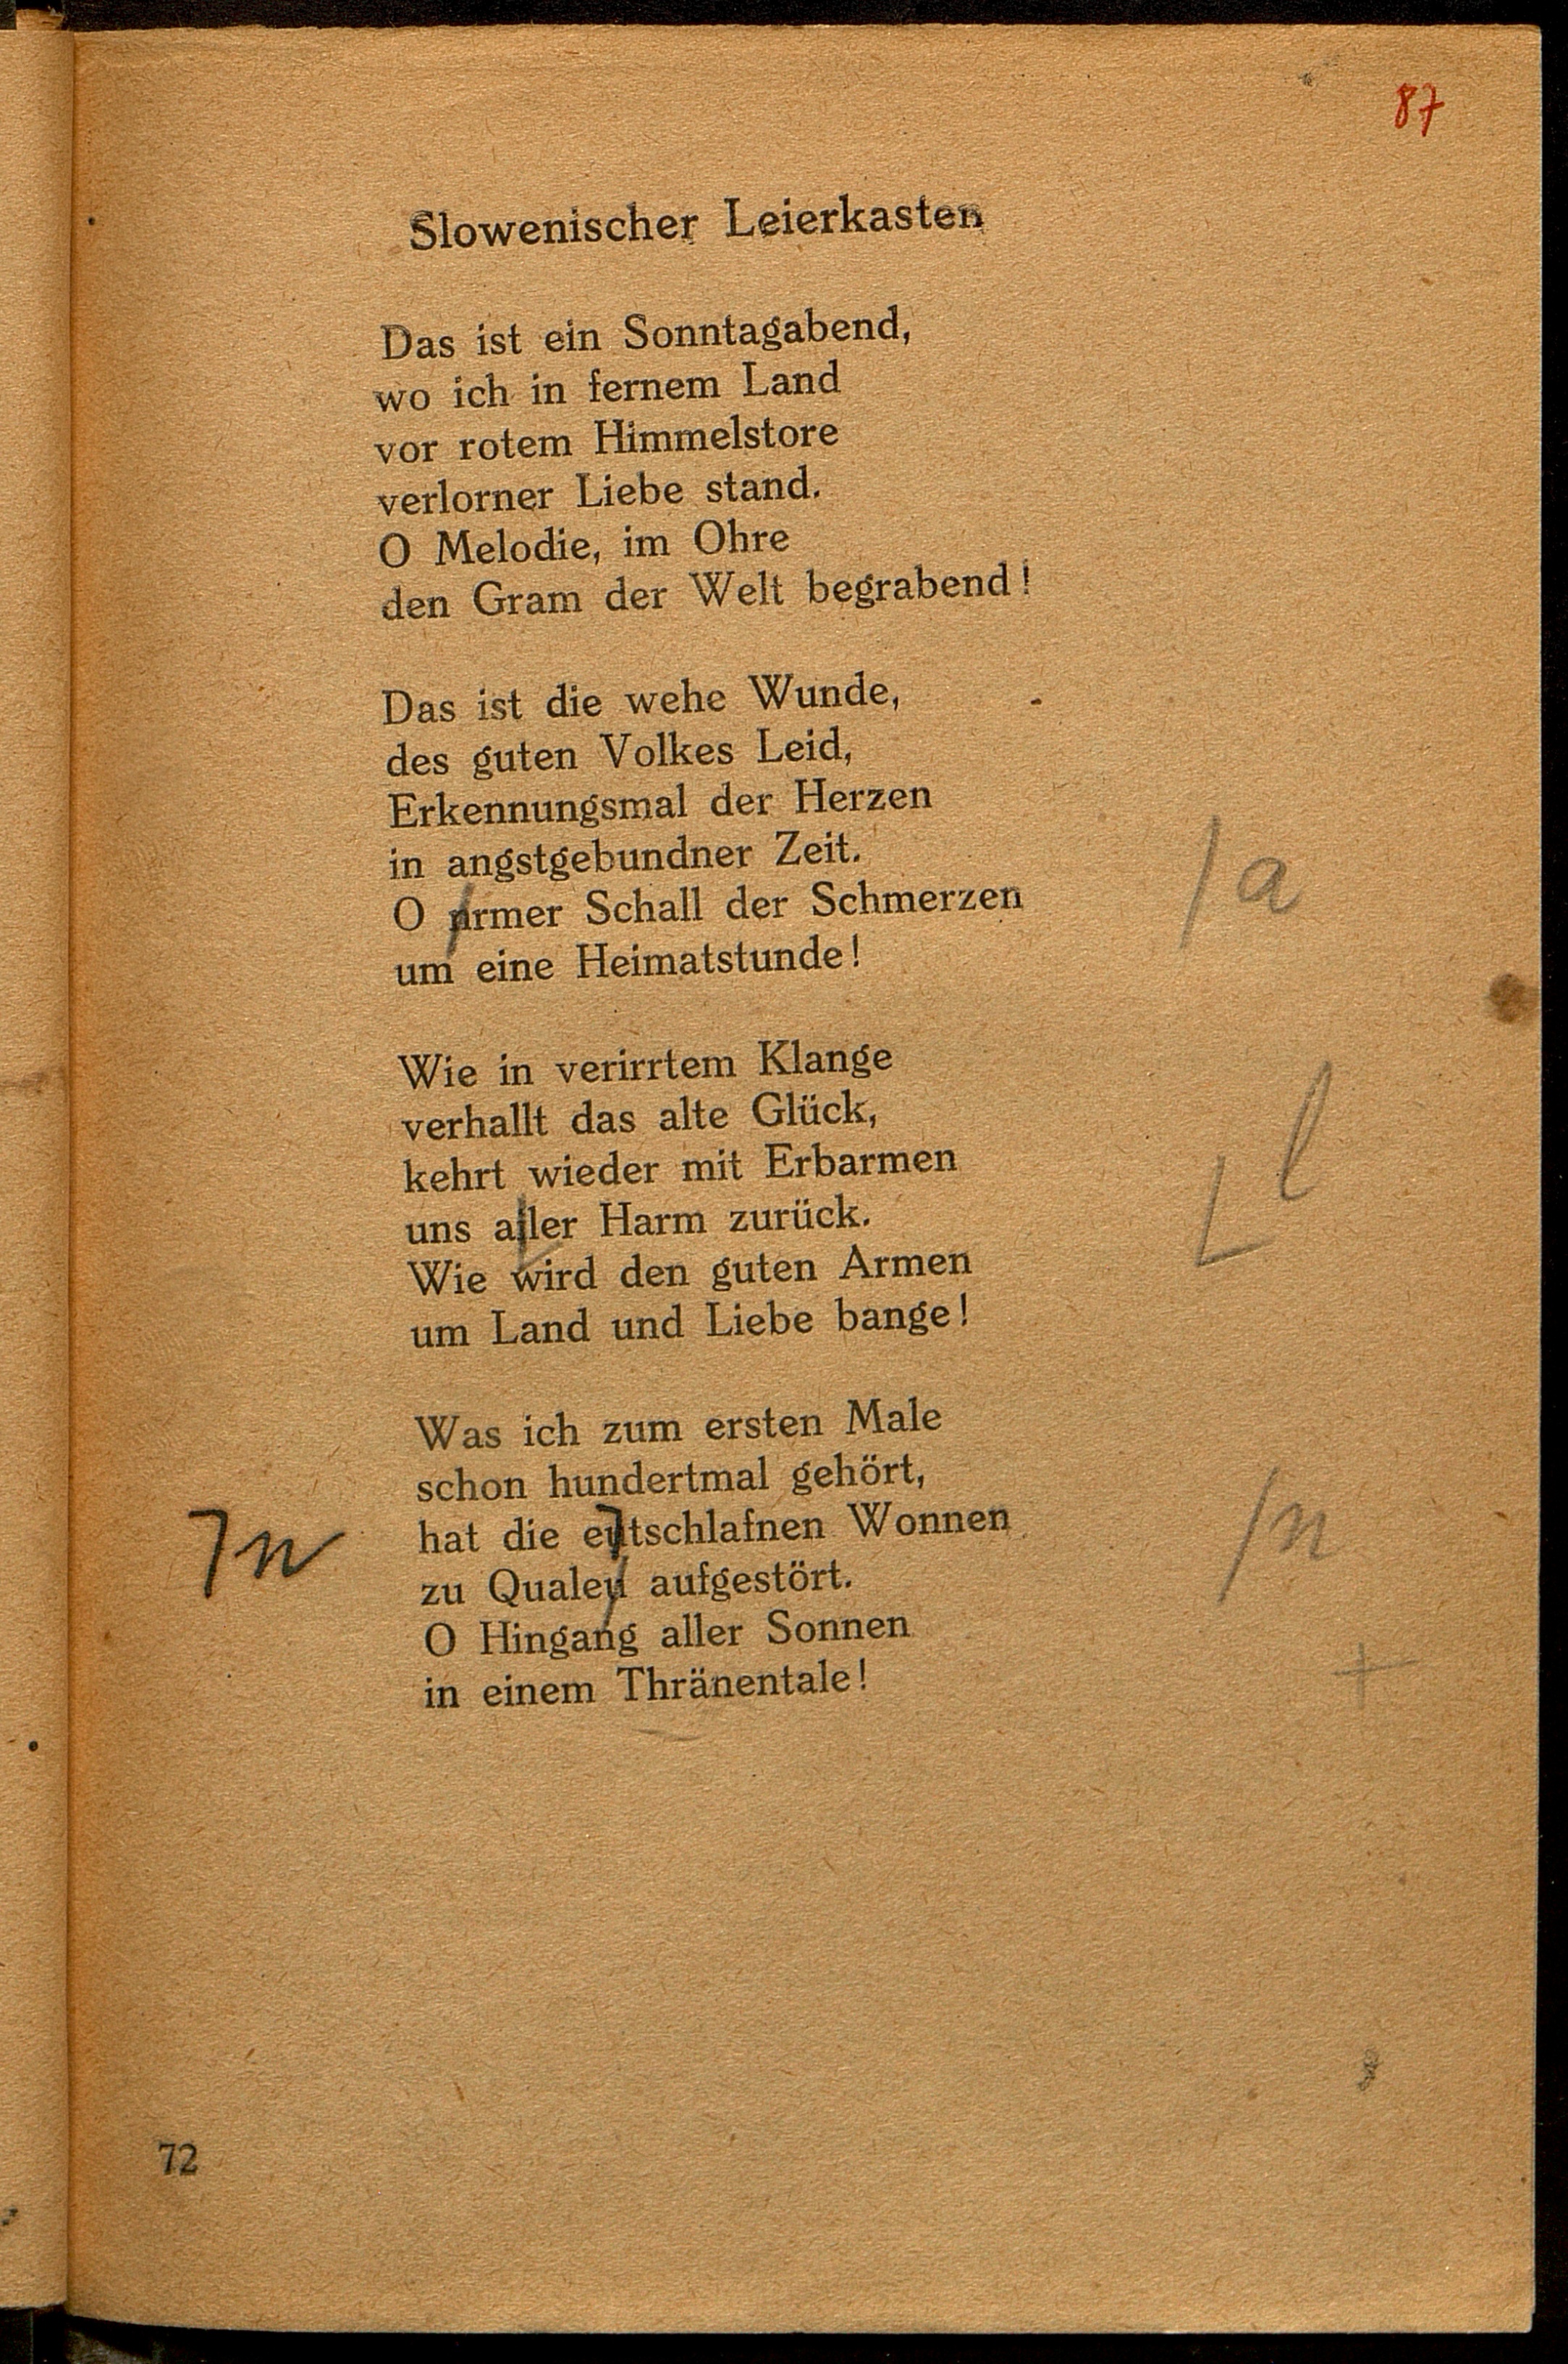 87
Slowenischer Leierkasten
Das ist ein Sonntagabend,
wo ich in fernem Land
vor rotem Himmelstore
verlorner Liebe stand.
O Melodie, im Ohre
den Gram der Welt begrabend!
Das ist die wehe Wunde,
des guten Volkes Leid,
Erkennungsmal der Herzen
in angstgebundner Zeit.
O armer Schall der Schmerzen
a
um eine Heimatstunde!
Wie in verirrtem Klange
verhallt das alte Glück,
kehrt wieder mit Erbarmen
l
uns aller Harm zurück.
Wie wird den guten Armen
um Land und Liebe bange!
Was ich zum ersten Male
schon hundertmal gehört,
n hat die entschlafnen Wonnen
n
zu Qualen aufgestört.
O Hingang aller Sonnen
in einem Thränentale!
72